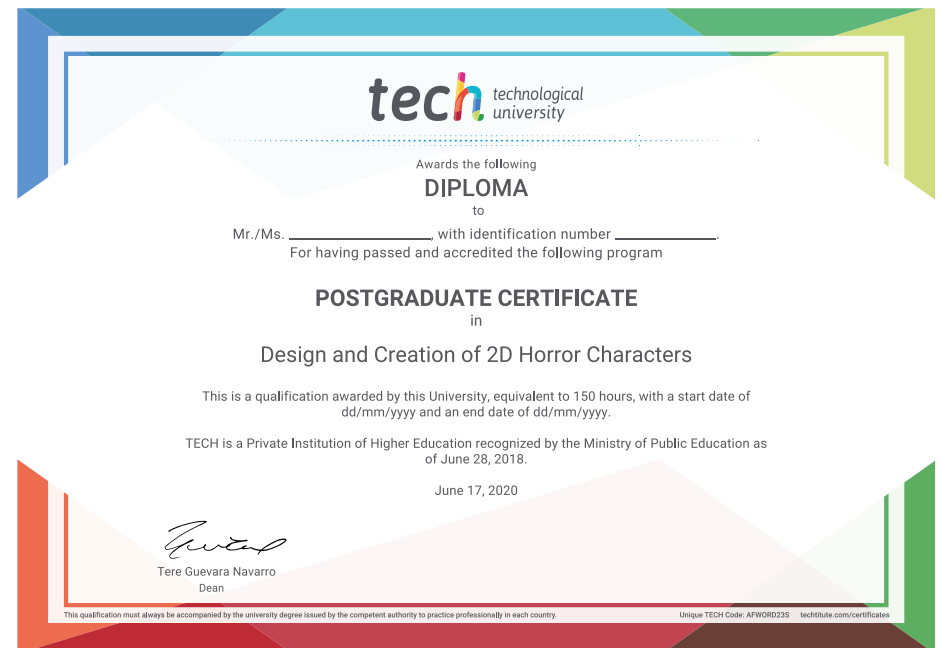 tech technological
university
Awards the following
DIPLOMA
to
Mr./Ms. ____________________, with identification number ______________.
For having passed and accredited the following program
POSTGRADUATE CERTIFICATE
in
Design and Creation of 2D Horror Characters
This is a qualification awarded by this University, equivalent to 150 hours, with a start date of
dd/mm/yyyy and an end date of dd/mm/yyyy.
TECH is a Private Institution of Higher Education recognized by the Ministry of Public Education as
of June 28, 2018.
June 17, 2020
Tere Guevara Navarro
Dean
This qualification must always be accompanied by the university degree issued by the competent authority to practice professionally in each country. Unique TECH Code: AFWORD23S techtitute.com/certificates